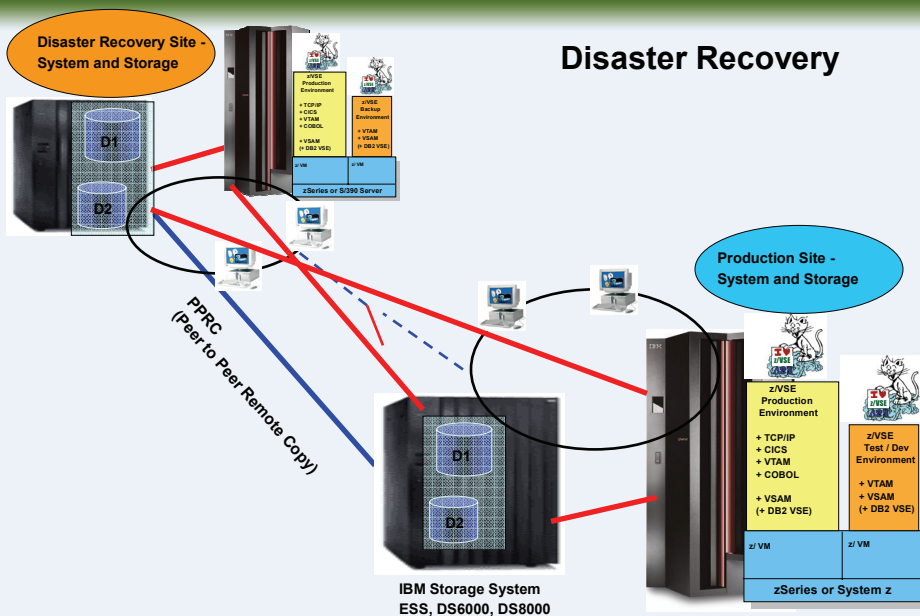 Disaster Recovery
Disaster Recovery Site -
System and Storage
D1
D2
z/VSE
Production
Environment
+ TCP/IP
+ CICS
+ VTAM
+ COBOL
+ VSAM
(+ DB2 VSE)
z/VSE
Backup
Environment
+ VTAM
+ VSAM
(+ DB2 VSE)
z/ VM
z/ VM
zSeries or S/390 Server
PPRC
(Peer to Peer Remote Copy)
Production Site -
System and Storage
D1
D2
IBM Storage System
ESS, DS6000, DS8000
I ♥
z/VSE
z/VSE
Production
Environment
+ TCP/IP
+ CICS
+ VTAM
+ COBOL
+ VSAM
(+ DB2 VSE)
I ♥
z/VSE
z/VSE
Test / Dev
Environment
+ VTAM
+ VSAM
(+ DB2 VSE)
z/ VM
z/ VM
zSeries or System z